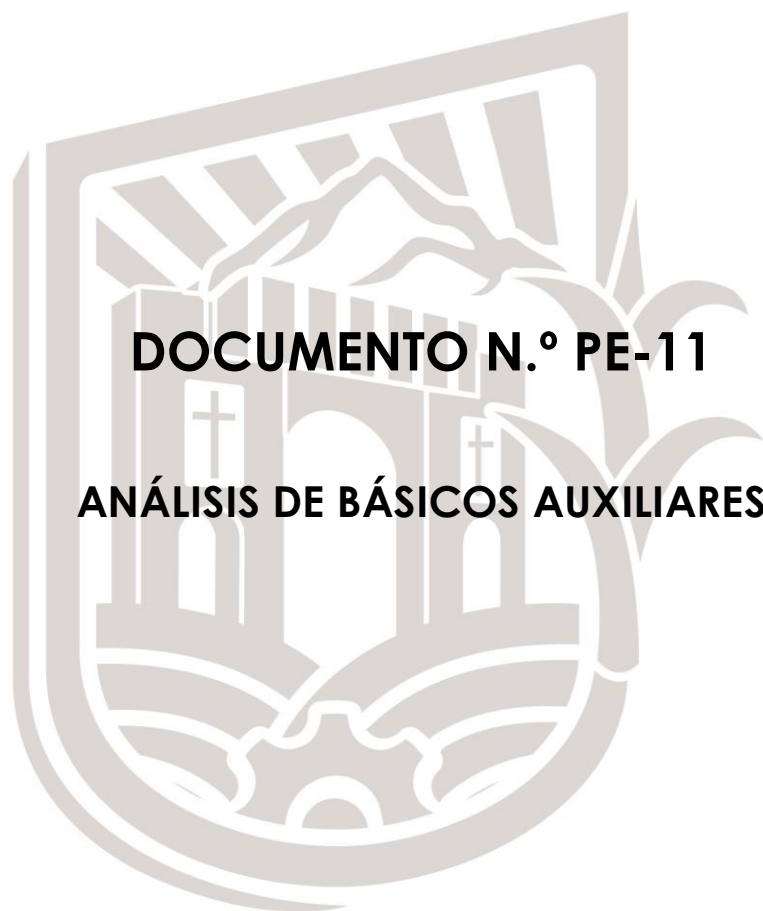 DOCUMENTO N.º PE-11
ANÁLISIS DE BÁSICOS AUXILIARES